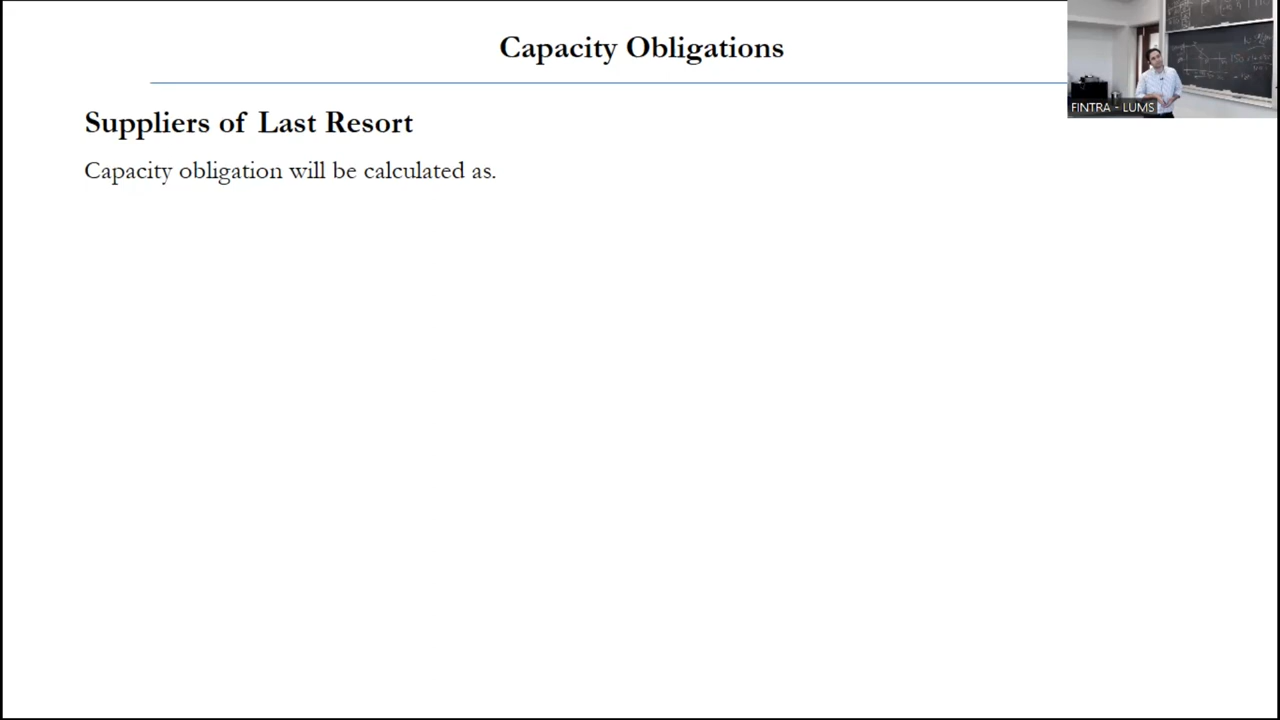 Capacity Obligations
Suppliers of Last Resort
Capacity obligation will be calculated as.
FINTRA - LUMS